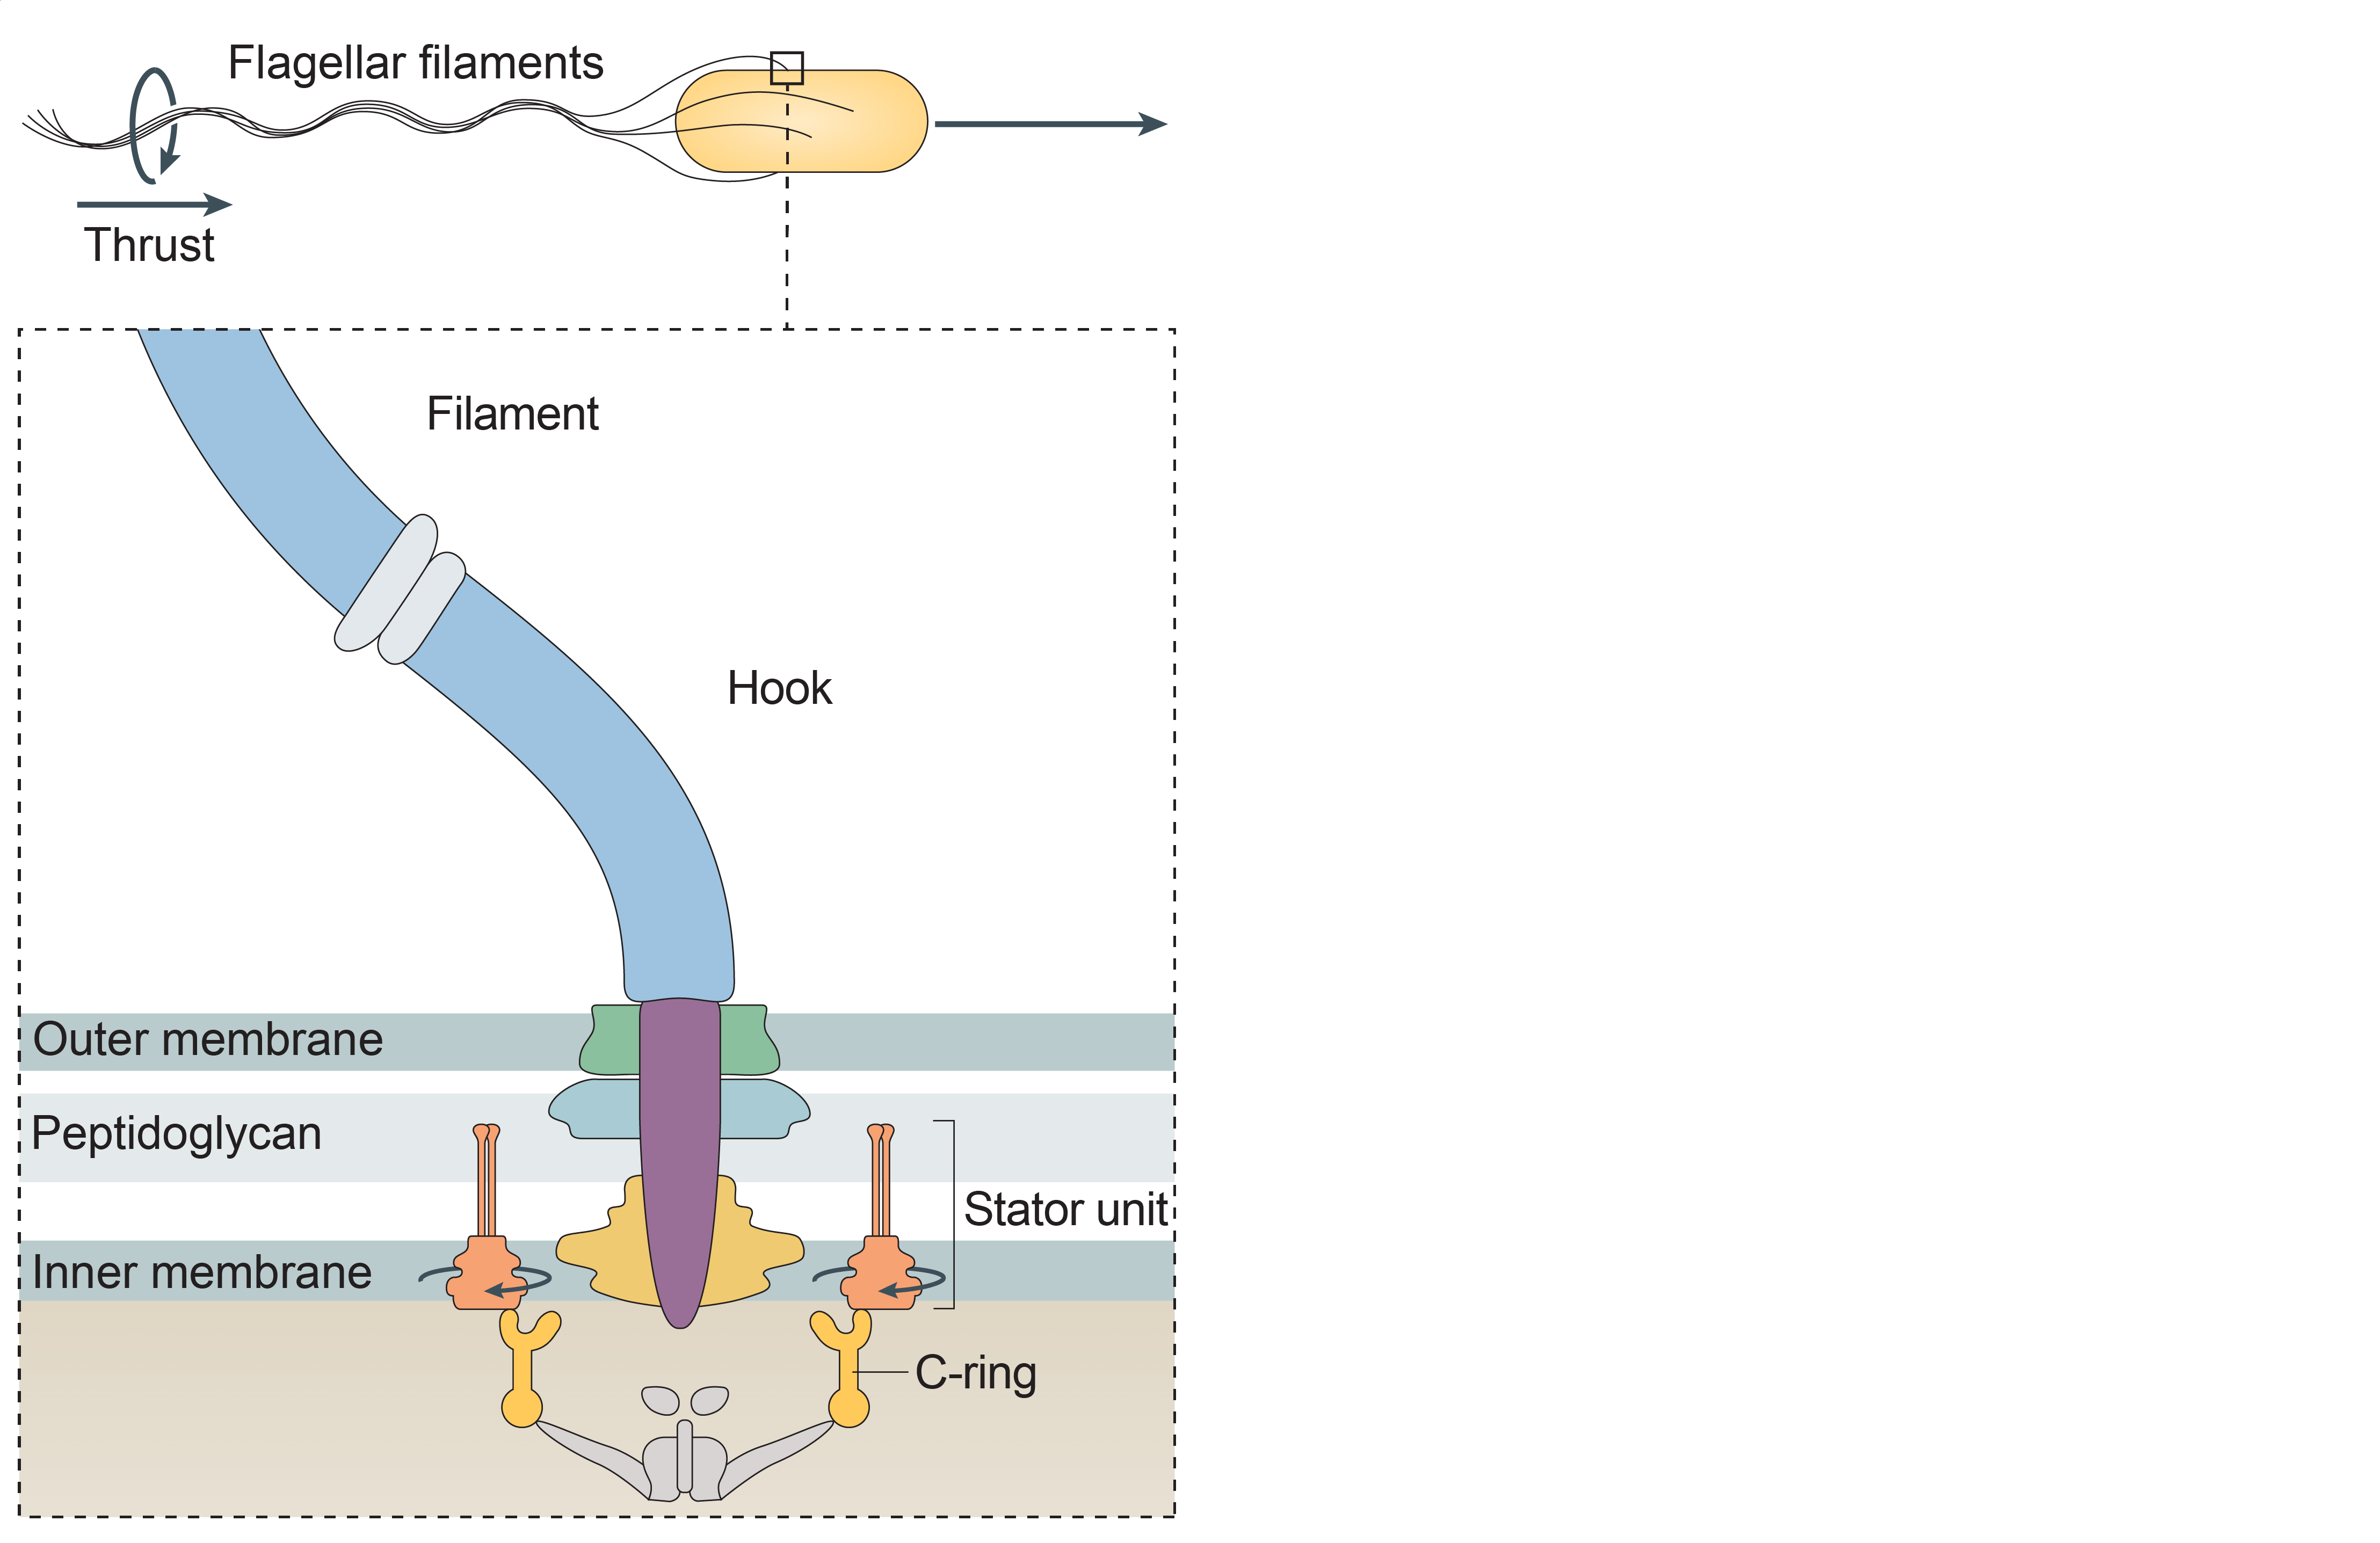 Flagellar filaments
Thrust
Filament
Hook
Outer membrane
Peptidoglycan
Stator unit
Inner membrane
C-ring